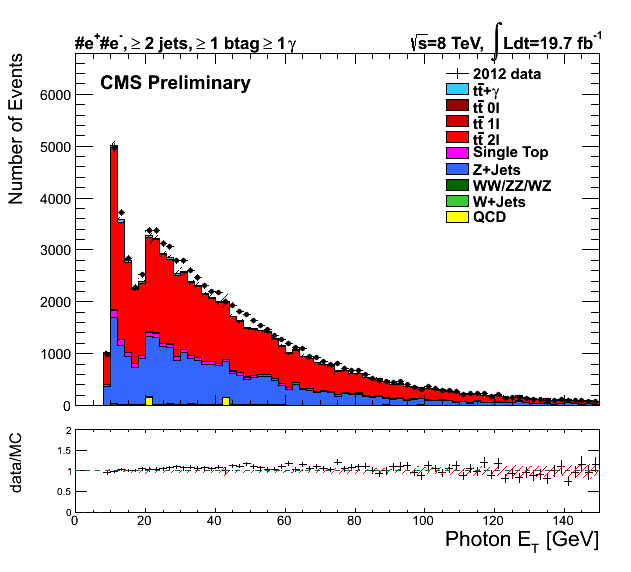 #e⁺#e⁻, ≥ 2 jets, ≥ 1 btag ≥ 1 γ
√s=8 TeV, ∫ Ldt=19.7 fb⁻¹
CMS Preliminary
Number of Events
6000
5000
4000
3000
2000
1000
0
2012 data
tt̄+γ
tt̄ 0l
tt̄ 1l
tt̄ 2l
Single Top
Z+Jets
WW/ZZ/WZ
W+Jets
QCD
data/MC
2
1.5
1
0.5
0
0 20 40 60 80 100 120 140
Photon E_T [GeV]